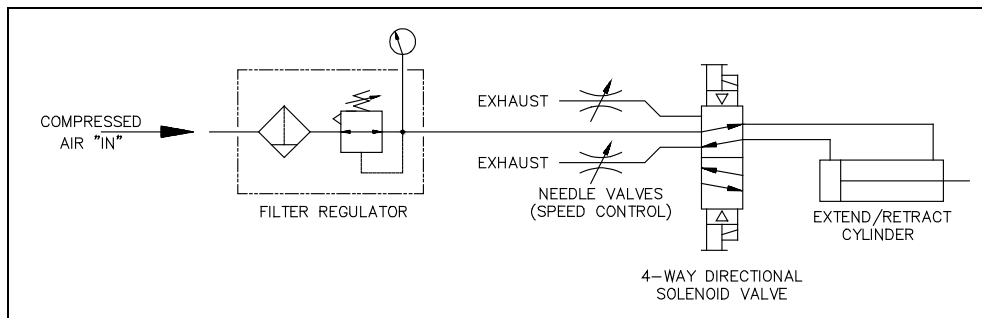 COMPRESSED
AIR "IN"
FILTER REGULATOR
EXHAUST
EXHAUST
NEEDLE VALVES
(SPEED CONTROL)
4-WAY DIRECTIONAL
SOLENOID VALVE
EXTEND/RETRACT
CYLINDER